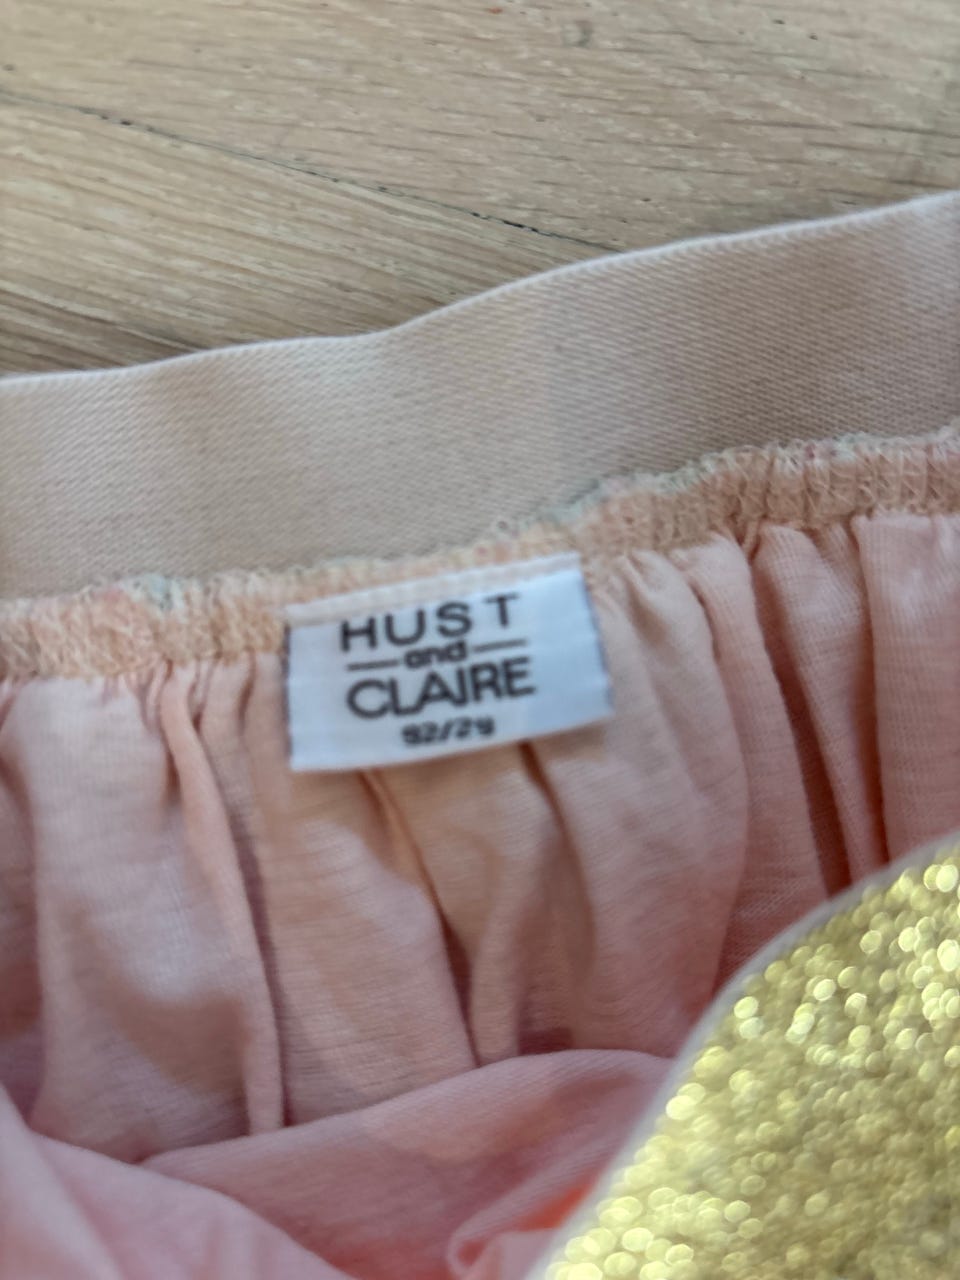 HUST
and
CLAIRE
92/2y